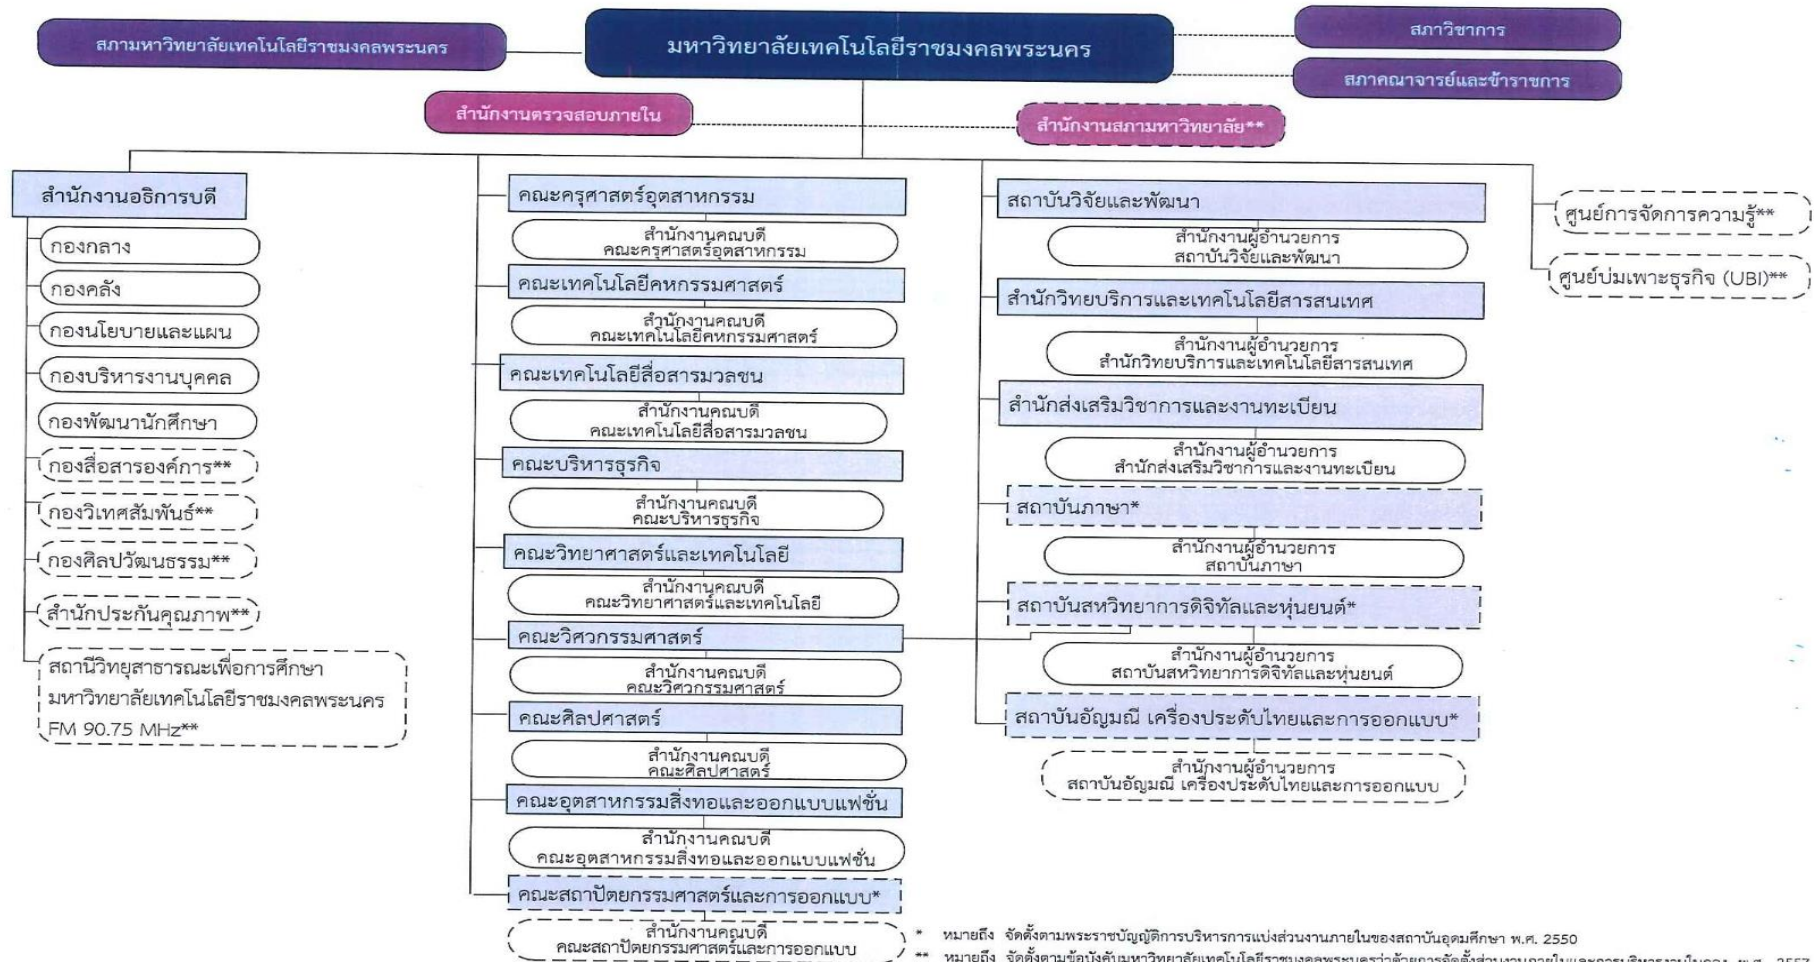 สภามหาวิทยาลัยเทคโนโลยีราชมงคลพระนคร
มหาวิทยาลัยเทคโนโลยีราชมงคลพระนคร
สภาวิชาการ
สภาคณาจารย์และข้าราชการ
สำนักงานตรวจสอบภายใน
สำนักงานสภามหาวิทยาลัย**
สำนักงานอธิการบดี
กองกลาง
กองคลัง
กองนโยบายและแผน
กองบริหารงานบุคคล
กองพัฒนานักศึกษา
กองสื่อสารองค์การ**
กองวิเทศสัมพันธ์**
กองศิลปวัฒนธรรม**
สำนักประกันคุณภาพ**
สถานีวิทยุสาธารณะเพื่อการศึกษา
มหาวิทยาลัยเทคโนโลยีราชมงคลพระนคร
FM 90.75 MHz**
คณะครุศาสตร์อุตสาหกรรม
สำนักงานคณบดี
คณะครุศาสตร์อุตสาหกรรม
คณะเทคโนโลยีคหกรรมศาสตร์
สำนักงานคณบดี
คณะเทคโนโลยีคหกรรมศาสตร์
คณะเทคโนโลยีสื่อสารมวลชน
สำนักงานคณบดี
คณะเทคโนโลยีสื่อสารมวลชน
คณะบริหารธุรกิจ
สำนักงานคณบดี
คณะบริหารธุรกิจ
คณะวิทยาศาสตร์และเทคโนโลยี
สำนักงานคณบดี
คณะวิทยาศาสตร์และเทคโนโลยี
คณะวิศวกรรมศาสตร์
สำนักงานคณบดี
คณะวิศวกรรมศาสตร์
คณะศิลปศาสตร์
สำนักงานคณบดี
คณะศิลปศาสตร์
คณะอุตสาหกรรมสิ่งทอและออกแบบแฟชั่น
สำนักงานคณบดี
คณะอุตสาหกรรมสิ่งทอและออกแบบแฟชั่น
คณะสถาปัตยกรรมศาสตร์และการออกแบบ*
สำนักงานคณบดี
คณะสถาปัตยกรรมศาสตร์และการออกแบบ
สถาบันวิจัยและพัฒนา
สำนักงานผู้อำนวยการ
สถาบันวิจัยและพัฒนา
สำนักวิทยบริการและเทคโนโลยีสารสนเทศ
สำนักงานผู้อำนวยการ
สำนักวิทยบริการและเทคโนโลยีสารสนเทศ
สำนักส่งเสริมวิชาการและงานทะเบียน
สำนักงานผู้อำนวยการ
สำนักส่งเสริมวิชาการและงานทะเบียน
สถาบันภาษา*
สำนักงานผู้อำนวยการ
สถาบันภาษา
สถาบันสหวิทยาการดิจิทัลและหุ่นยนต์*
สำนักงานผู้อำนวยการ
สถาบันสหวิทยาการดิจิทัลและหุ่นยนต์
สถาบันอัญมณี เครื่องประดับไทยและการออกแบบ*
สำนักงานผู้อำนวยการ
สถาบันอัญมณี เครื่องประดับไทยและการออกแบบ
ศูนย์การจัดการความรู้**
ศูนย์บ่มเพาะธุรกิจ (UBI)**
* หมายถึง จัดตั้งตามพระราชบัญญัติการบริหารการแบ่งส่วนงานภายในของสถาบันอุดมศึกษา พ.ศ. 2550
** หมายถึง จัดตั้งตามข้อบังคับมหาวิทยาลัยเทคโนโลยีราชมงคลพระนครว่าด้วยการจัดตั้งส่วนงานภายในและการบริหารงานในกอง พ.ศ. 2557